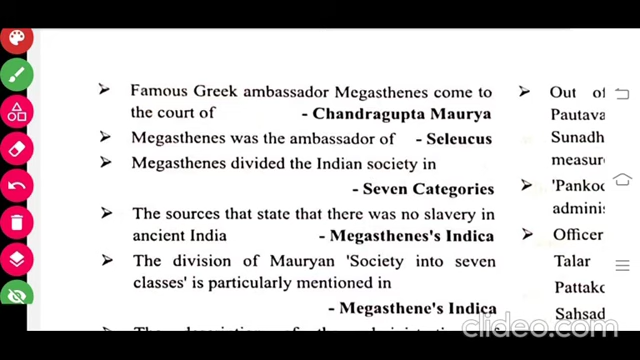 ➢ Famous Greek ambassador Megasthenes come to
the court of - Chandragupta Maurya
➢ Megasthenes was the ambassador of - Seleucus
➢ Megasthenes divided the Indian society in
- Seven Categories
➢ The sources that state that there was no slavery in
ancient India - Megasthenes's Indica
➢ The division of Mauryan 'Society into seven
classes' is particularly mentioned in
- Megasthene's Indica
➢ Out of
Pautava
Sunadh
measure
➢ 'Pankod
adminis
➢ Officer
Talar
Pattako
Sahsad
clideo.com